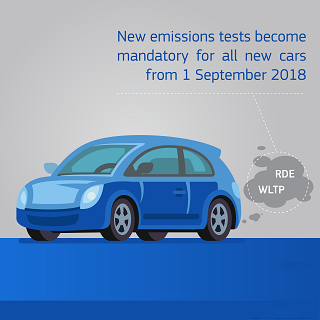 New emissions tests become
mandatory for all new cars
from 1 September 2018
RDE
WLTP